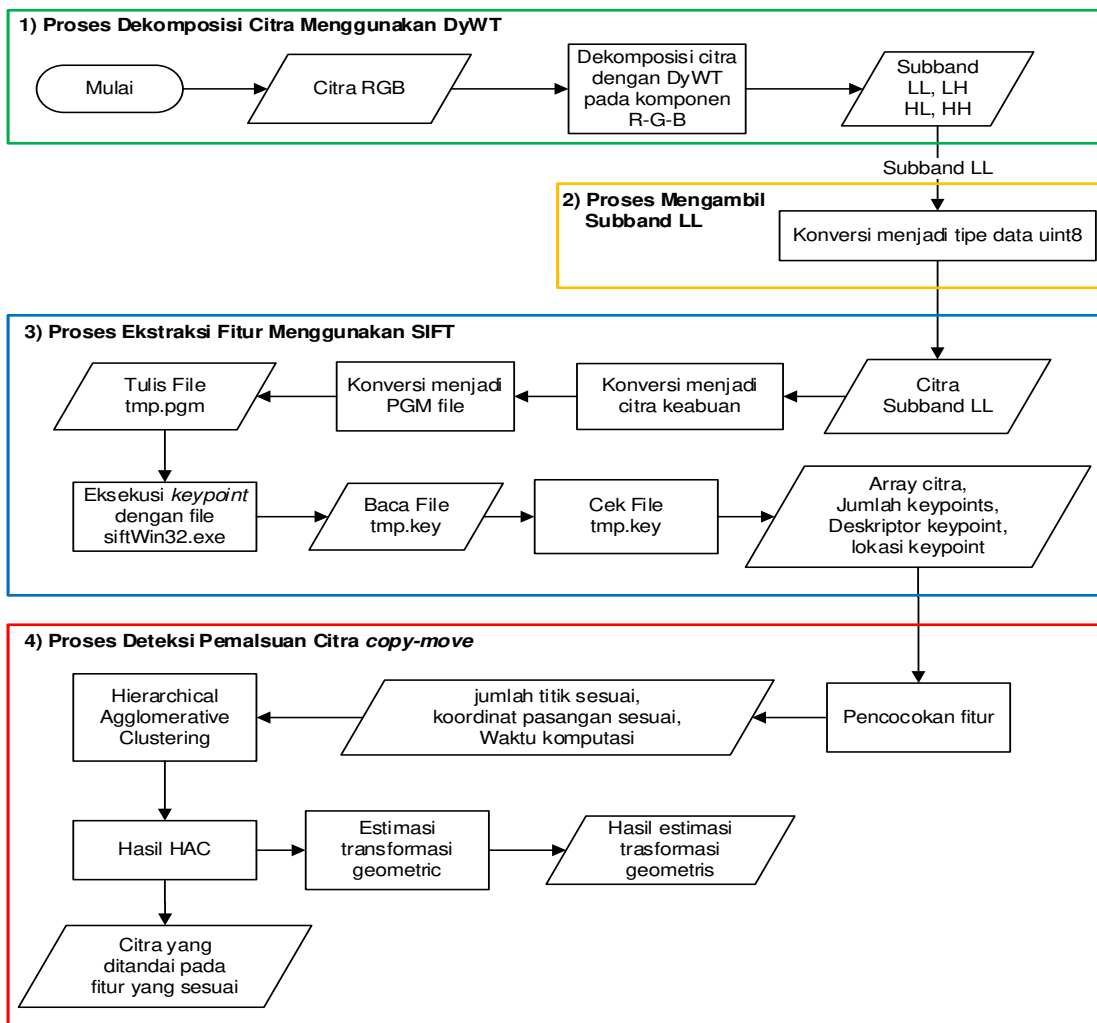 1) Proses Dekomposisi Citra Menggunakan DyWT
Mulai
Citra RGB
Dekomposisi citra
dengan DyWT
pada komponen
R-G-B
Subband
LL, LH
HL, HH
Subband LL
2) Proses Mengambil
Subband LL
Konversi menjadi tipe data uint8
3) Proses Ekstraksi Fitur Menggunakan SIFT
Citra
Subband LL
Konversi menjadi
citra keabuan
Konversi menjadi
PGM file
Tulis File
tmp.pgm
Eksekusi keypoint
dengan file
siftWin32.exe
Baca File
tmp.key
Cek File
tmp.key
Array citra,
Jumlah keypoints,
Deskriptor keypoint,
lokasi keypoint
4) Proses Deteksi Pemalsuan Citra copy-move
Pencocokan fitur
jumlah titik sesuai,
koordinat pasangan sesuai,
Waktu komputasi
Hierarchical
Agglomerative
Clustering
Hasil HAC
Estimasi
transformasi
geometric
Hasil estimasi
trasformasi
geometris
Citra yang
ditandai pada
fitur yang sesuai